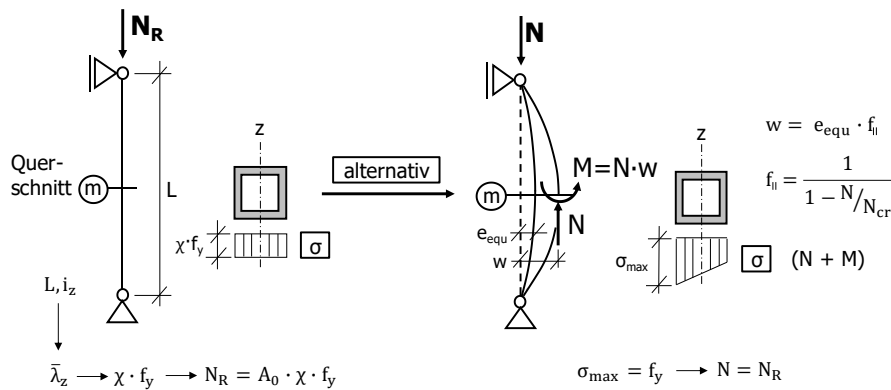 N_R
Quer-
schnitt
m
L
z
χ·f_y
σ
L, i_z
λ̄_z → χ · f_y → N_R = A_0 · χ · f_y
alternativ
N
m
M=N·w
N
e_equ
w
z
σ_max
σ
(N + M)
w = e_equ · f_II
f_II = 1 / (1 − N/N_cr)
σ_max = f_y → N = N_R